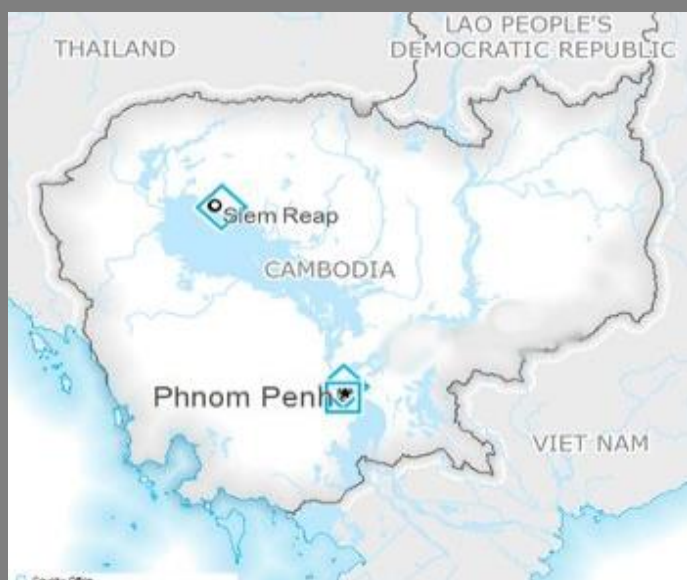 THAILAND
LAO PEOPLE'S
DEMOCRATIC REPUBLIC
Siem Reap
CAMBODIA
Phnom Penh
VIET NAM